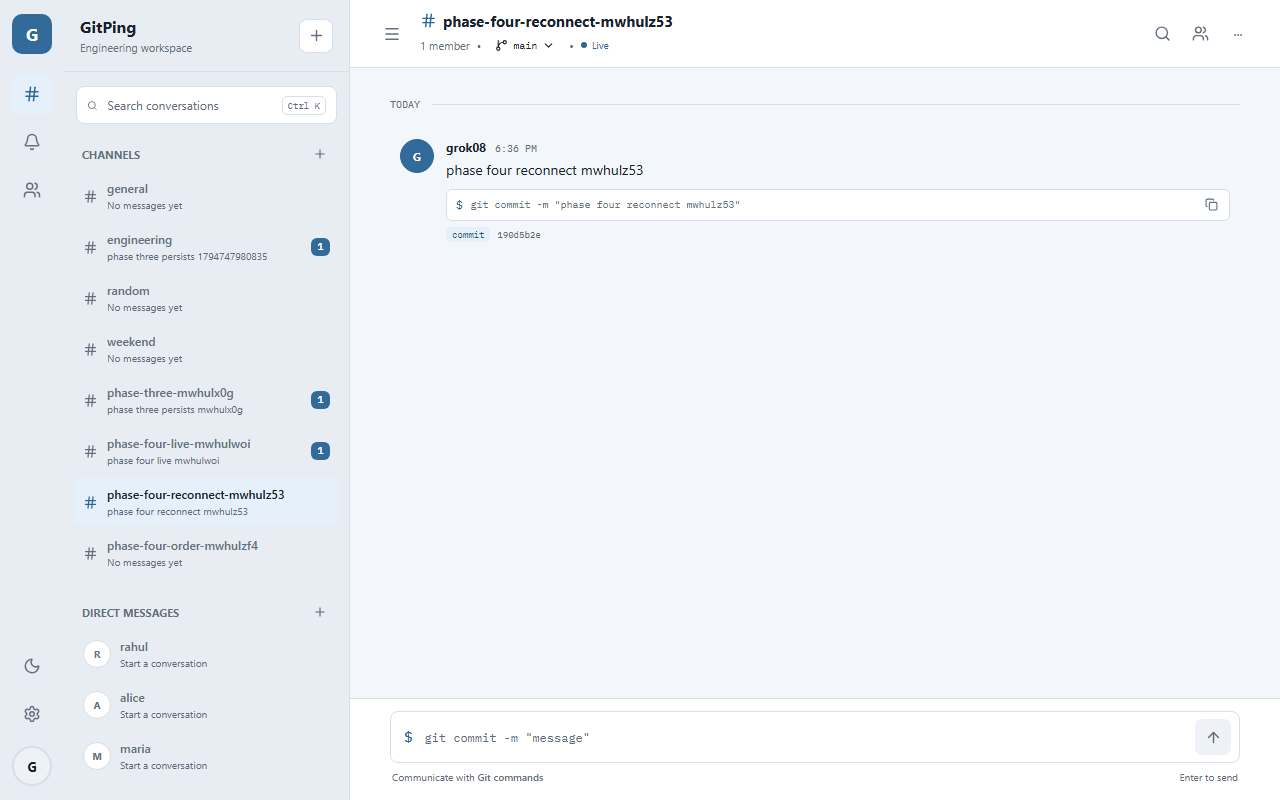 G
GitPing
Engineering workspace
Search conversations
Ctrl K
CHANNELS
general
No messages yet
engineering
phase three persists 1794747980835
1
random
No messages yet
weekend
No messages yet
phase-three-mwhulx0g
phase three persists mwhulx0g
1
phase-four-live-mwhulwoi
phase four live mwhulwoi
1
phase-four-reconnect-mwhulz53
phase four reconnect mwhulz53
phase-four-order-mwhulzf4
No messages yet
DIRECT MESSAGES
R
rahul
Start a conversation
A
alice
Start a conversation
M
maria
Start a conversation
G
# phase-four-reconnect-mwhulz53
1 member • main • Live
TODAY
G
grok08 6:36 PM
phase four reconnect mwhulz53
$ git commit -m "phase four reconnect mwhulz53"
commit 190d5b2e
$ git commit -m "message"
Communicate with Git commands
Enter to send